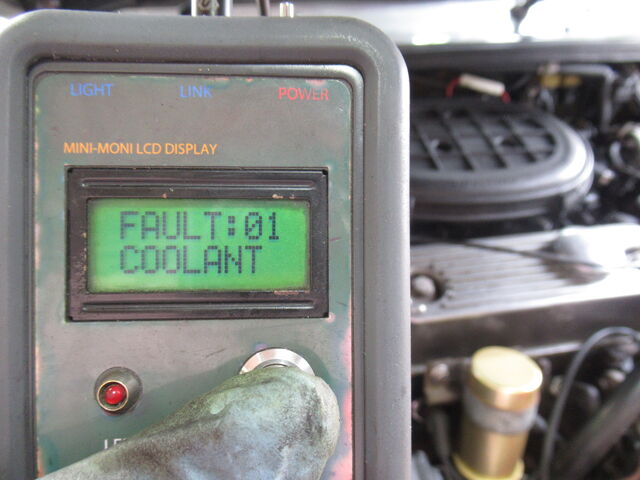 LIGHT LINK POWER
MINI-MONI LCD DISPLAY
FAULT:01
COOLANT